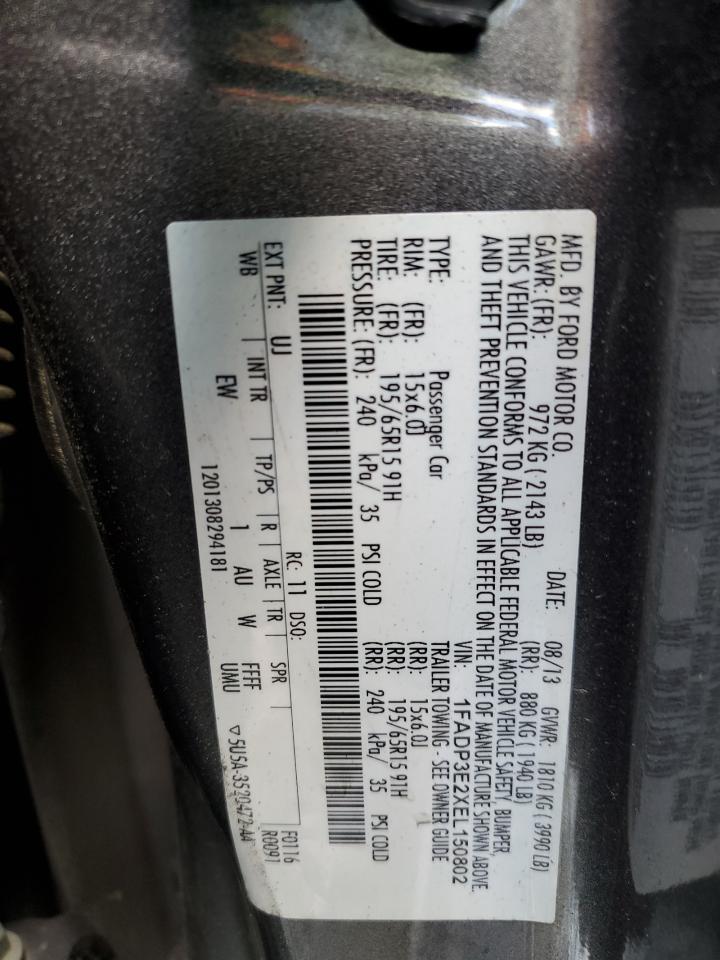 MFD. BY FORD MOTOR CO. DATE: 08/13 GVWR: 1810 KG ( 3990 LB)
GAWR: (FR): 972 KG ( 2143 LB) (RR): 880 KG ( 1940 LB)
THIS VEHICLE CONFORMS TO ALL APPLICABLE FEDERAL MOTOR VEHICLE SAFETY, BUMPER,
AND THEFT PREVENTION STANDARDS IN EFFECT ON THE DATE OF MANUFACTURE SHOWN ABOVE.
VIN: 1FADP3E2XEL150802
TYPE: Passenger Car TRAILER TOWING - SEE OWNER GUIDE
RIM: (FR): 15x6.0J (RR): 15x6.0J
TIRE: (FR): 195/65R15 91H (RR): 195/65R15 91H
PRESSURE: (FR): 240 kPa/ 35 PSI COLD (RR): 240 kPa/ 35 PSI COLD
F0116
EXT PNT: UJ RC: 11 DSO: R0091
WB INT TR TP/PS R AXLE TR SPR
EW 1 AU W FFFF
UMU
1201308294181 ▽5U5A-3520472-AA